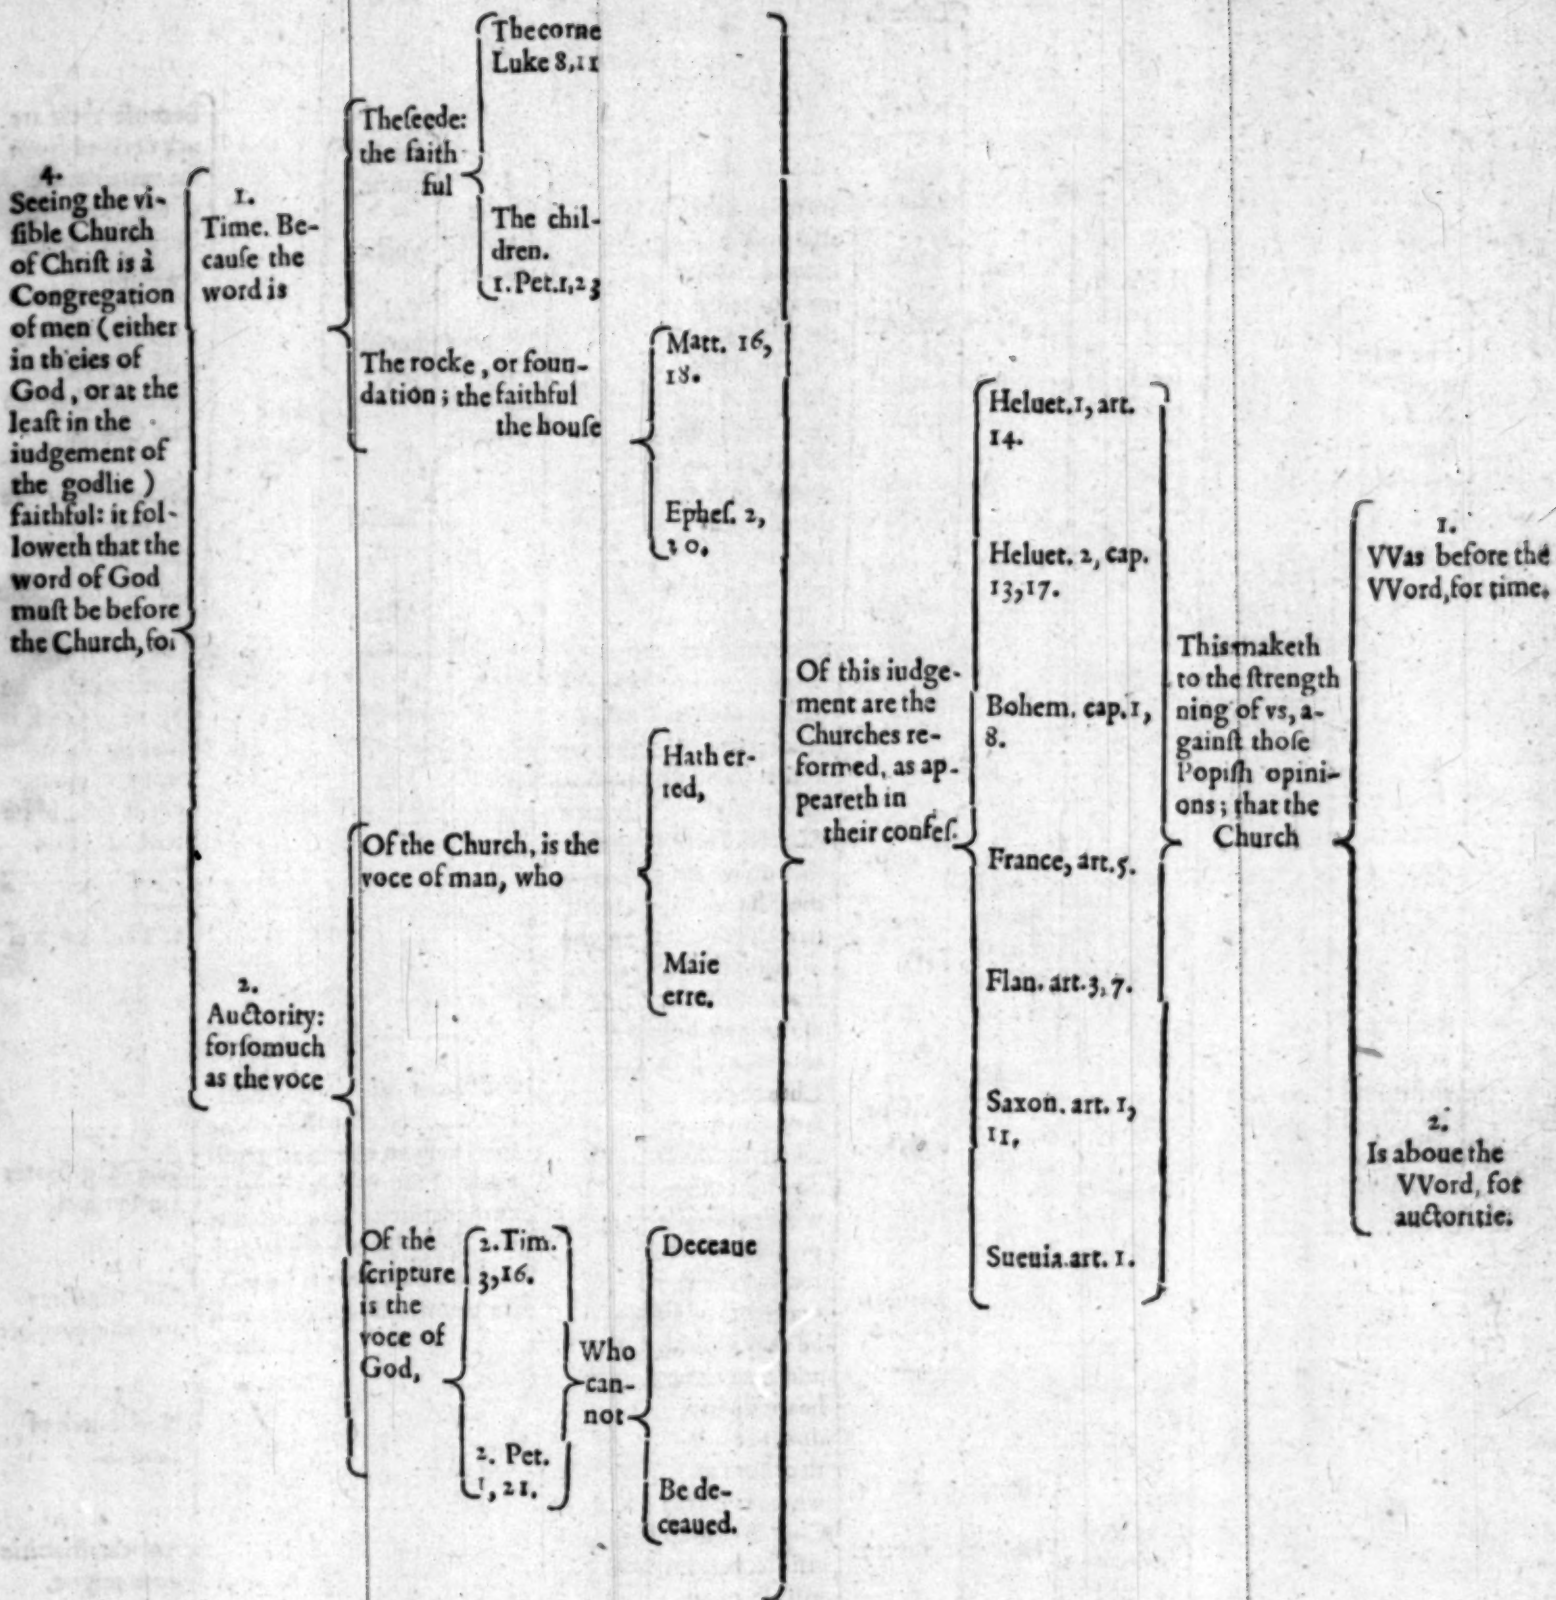 4.
Seeing the vi-
ſible Church
of Chriſt is à
Congregation
of men (either
in th'eies of
God, or at the
leaſt in the
iudgement of
the godlie )
faithful: it fol-
loweth that the
word of God
muſt be before
the Church, for
1.
Time. Be-
cauſe the
word is
The ſeede:
the faith
ful
The corne
Luke 8,11
The chil-
dren.
1. Pet. 1, 23
The rocke, or foun-
dation; the faithful
the houſe
Matt. 16,
18.
Epheſ. 2,
20.
2.
Auctority:
forſomuch
as the voce
Of the Church, is the
voce of man, who
Hath er-
red,
Maie
erre.
Of the
ſcripture
is the
voce of
God,
2. Tim.
3,16.
2. Pet.
1, 21.
Who
can-
not
Deceaue
Be de-
ceaued.
Of this iudge-
ment are the
Churches re-
formed, as ap-
peareth in
their confeſ.
Heluet.1, art.
14.
Heluet. 2, cap.
13,17.
Bohem. cap.1,
8.
France, art.5.
Flan. art.3,7.
Saxon. art. 1,
11.
Sueuia.art. 1.
This maketh
to the ſtrength
ning of vs, a-
gainſt thoſe
Popiſh opini-
ons; that the
Church
1.
VVas before the
VVord, for time.
2.
Is aboue the
VVord, for
auctoritie.